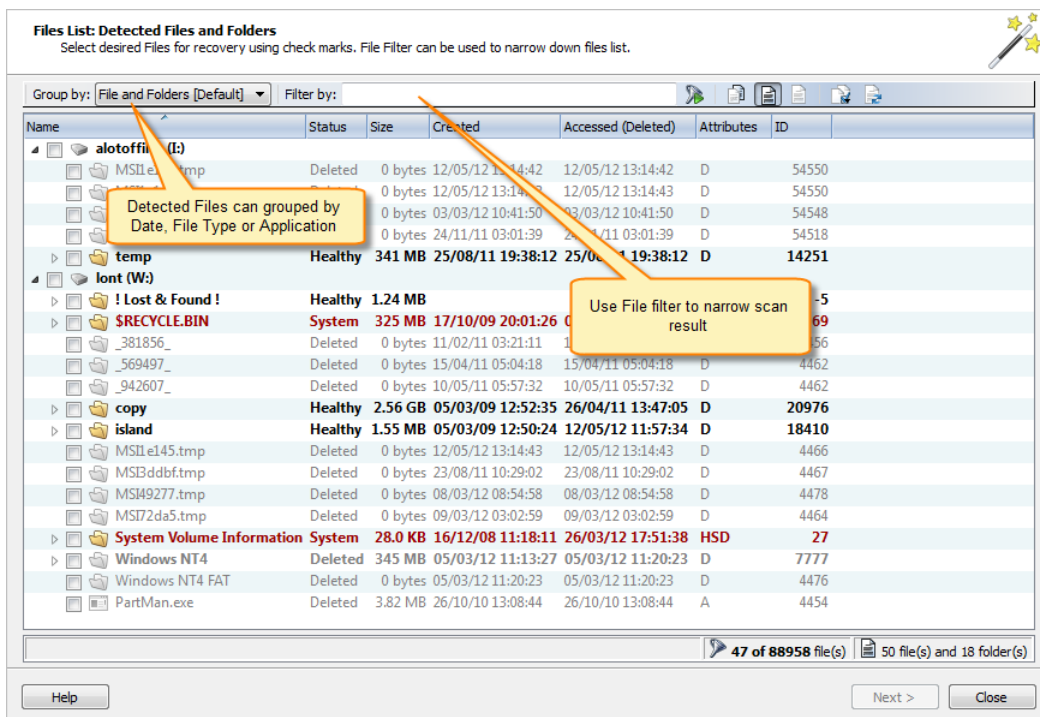 Files List: Detected Files and Folders
Select desired Files for recovery using check marks. File Filter can be used to narrow down files list.
Group by: File and Folders [Default] Filter by:
Name Status Size Created Accessed (Deleted) Attributes ID
(I:)
Deleted 0 bytes 12/05/12 12/05/12 13:14:42 D 54550
0 bytes 12/05/12 12/05/12 13:14:43 D 54550
0 bytes 03/03/12 10:41:50 03/03/12 10:41:50 D 54548
0 bytes 24/11/11 03:01:39 03:01:39 D 54518
Detected Files can grouped by
Date, File Type or Application
temp Healthy 341 MB 25/08/11 19:38:12 19:38:12 D 14251
lont (W:)
! Lost & Found ! Healthy 1.24 MB -5
$RECYCLE.BIN System 325 MB 17/10/09 20:01:26
Use File filter to narrow scan
result
_381856_ Deleted 0 bytes 11/02/11 03:21:11
_569497_ Deleted 0 bytes 15/04/11 05:04:18 15/04/11 05:04:18 D 4462
_942607_ Deleted 0 bytes 10/05/11 05:57:32 10/05/11 05:57:32 D 4462
copy Healthy 2.56 GB 05/03/09 12:52:35 26/04/11 13:47:05 D 20976
island Healthy 1.55 MB 05/03/09 12:50:24 12/05/12 11:57:34 D 18410
MSI1e145.tmp Deleted 0 bytes 12/05/12 13:14:43 12/05/12 13:14:43 D 4466
MSI3ddbf.tmp Deleted 0 bytes 23/08/11 10:29:02 23/08/11 10:29:02 D 4467
MSI49277.tmp Deleted 0 bytes 08/03/12 08:54:58 08/03/12 08:54:58 D 4478
MSI72da5.tmp Deleted 0 bytes 09/03/12 03:02:59 09/03/12 03:02:59 D 4464
System Volume Information System 28.0 KB 16/12/08 11:18:11 26/03/12 17:51:38 HSD 27
Windows NT4 Deleted 345 MB 05/03/12 11:13:27 05/03/12 11:20:23 D 7777
Windows NT4 FAT Deleted 0 bytes 05/03/12 11:20:23 05/03/12 11:20:23 D 4476
PartMan.exe Deleted 3.82 MB 26/10/10 13:08:44 26/10/10 13:08:44 A 4454
47 of 88958 file(s) 50 file(s) and 18 folder(s)
Help Next > Close